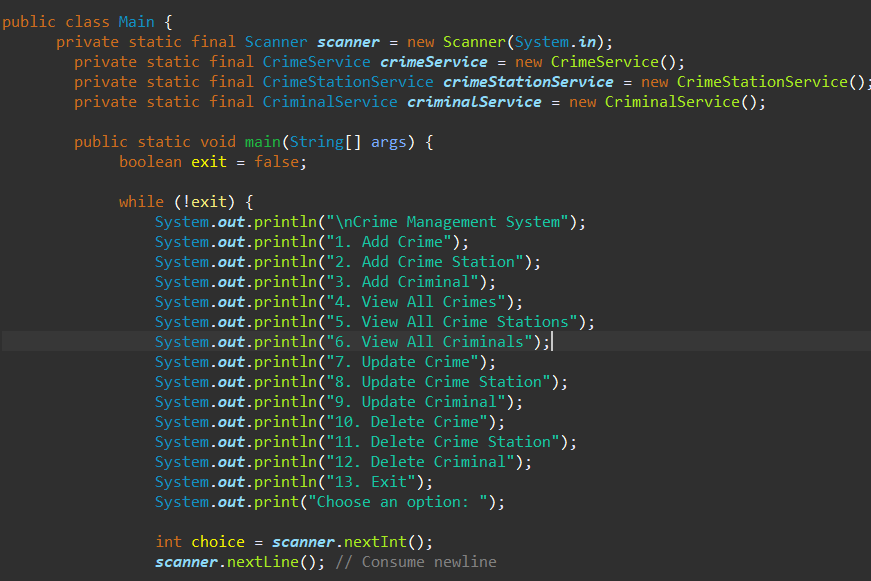 public class Main {
private static final Scanner scanner = new Scanner(System.in);
private static final CrimeService crimeService = new CrimeService();
private static final CrimeStationService crimeStationService = new CrimeStationService();
private static final CriminalService criminalService = new CriminalService();
public static void main(String[] args) {
boolean exit = false;
while (!exit) {
System.out.println("\nCrime Management System");
System.out.println("1. Add Crime");
System.out.println("2. Add Crime Station");
System.out.println("3. Add Criminal");
System.out.println("4. View All Crimes");
System.out.println("5. View All Crime Stations");
System.out.println("6. View All Criminals");
System.out.println("7. Update Crime");
System.out.println("8. Update Crime Station");
System.out.println("9. Update Criminal");
System.out.println("10. Delete Crime");
System.out.println("11. Delete Crime Station");
System.out.println("12. Delete Criminal");
System.out.println("13. Exit");
System.out.print("Choose an option: ");
int choice = scanner.nextInt();
scanner.nextLine(); // Consume newline